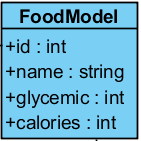 FoodModel
+id : int
+name : string
+glycemic : int
+calories : int